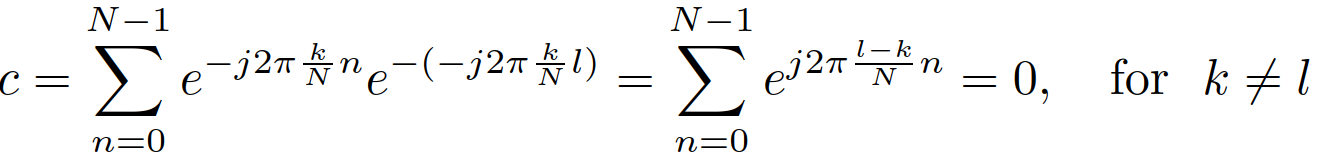 c = \sum_{n=0}^{N-1} e^{-j2\pi \frac{k}{N} n} e^{-(-j2\pi \frac{k}{N} l)} = \sum_{n=0}^{N-1} e^{j2\pi \frac{l-k}{N} n} = 0, \quad \text{for } k \neq l